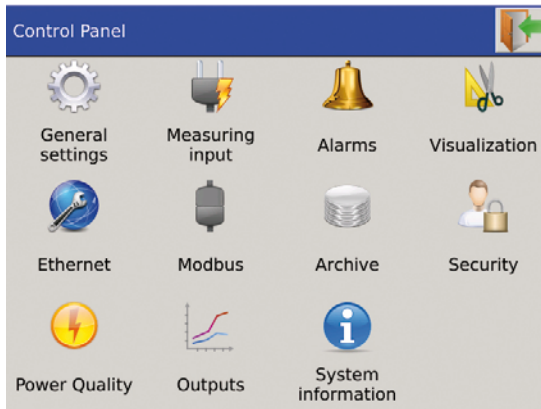 Control Panel
General
settings
Measuring
input
Alarms
Visualization
Ethernet
Modbus
Archive
Security
Power Quality
Outputs
System
information